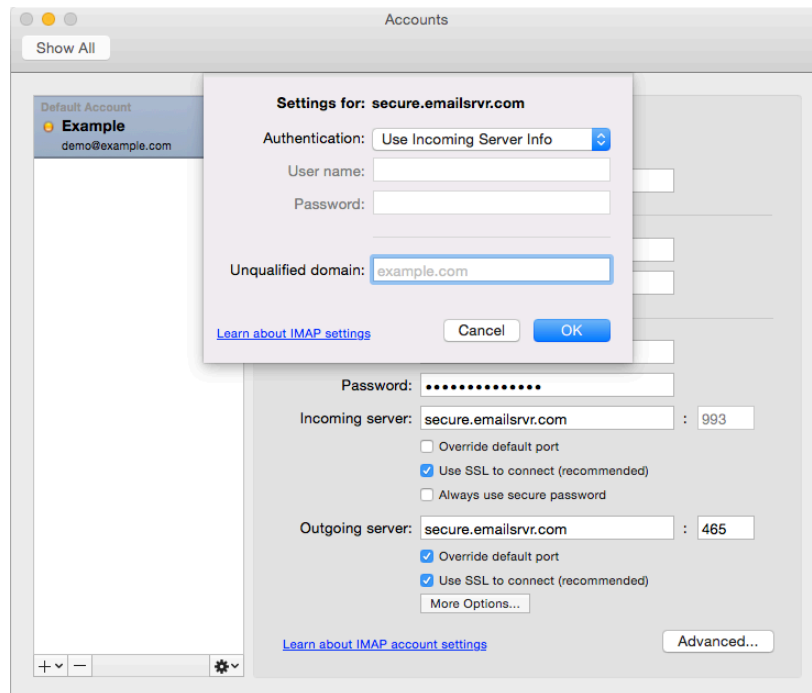 Accounts
Show All
Default Account
Example
demo@example.com
Settings for: secure.emailsrvr.com
Authentication: Use Incoming Server Info
User name:
Password:
Unqualified domain: example.com
Learn about IMAP settings Cancel OK
Password: ••••••••••••••
Incoming server: secure.emailsrvr.com : 993
Override default port
Use SSL to connect (recommended)
Always use secure password
Outgoing server: secure.emailsrvr.com : 465
Override default port
Use SSL to connect (recommended)
More Options...
Learn about IMAP account settings Advanced...